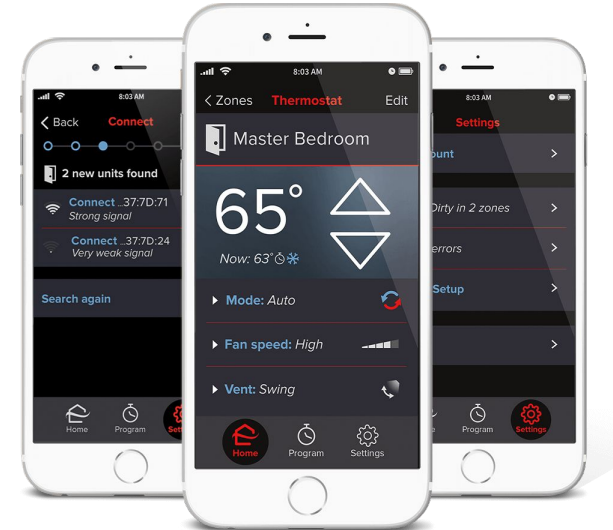 8:03 AM
Back
Connect
2 new units found
Connect ..37:7D:71
Strong signal
Connect ..37:7D:24
Very weak signal
Search again
Home
Program
8:03 AM
Zones
Thermostat
Edit
Master Bedroom
65°
Now: 63°
Mode: Auto
Fan speed: High
Vent: Swing
Home
Program
Settings
8:03 AM
Settings
Dirty in 2 zones
errors
Setup
Program
Settings